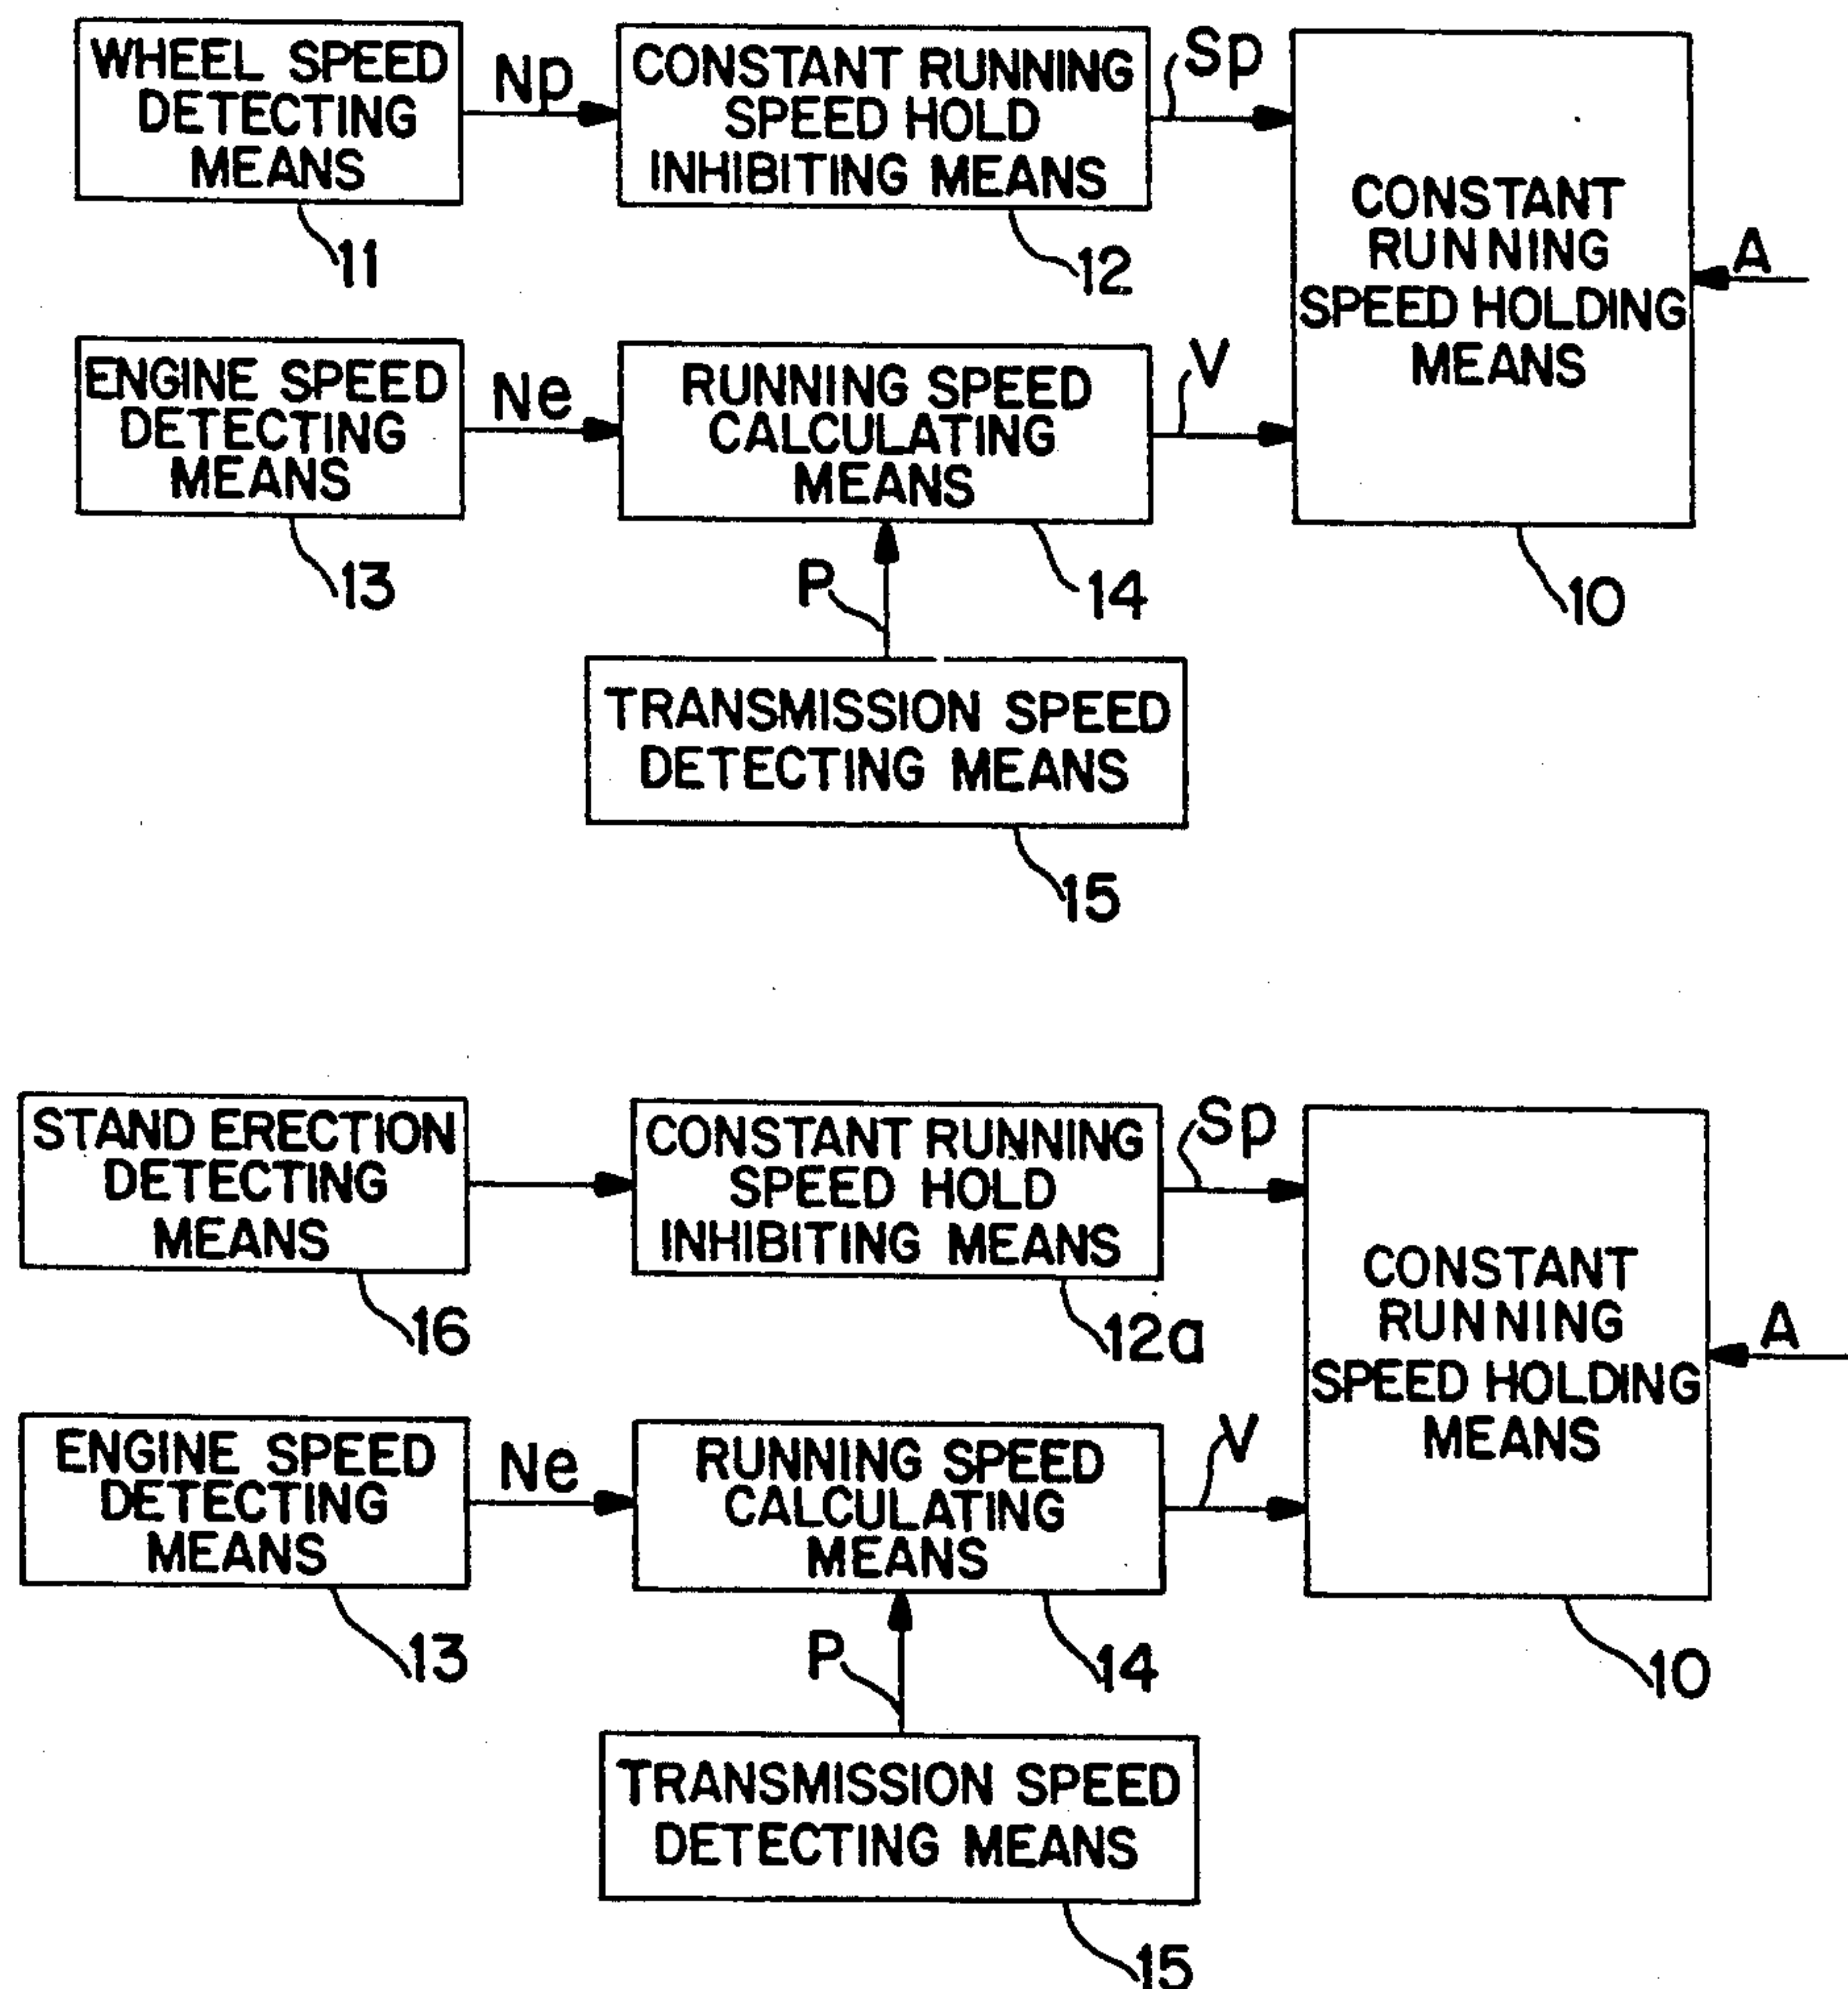 WHEEL SPEED
DETECTING
MEANS
11
Np
CONSTANT RUNNING
SPEED HOLD
INHIBITING MEANS
12
Sp
CONSTANT
RUNNING
SPEED HOLDING
MEANS
10
A
ENGINE SPEED
DETECTING
MEANS
13
Ne
RUNNING SPEED
CALCULATING
MEANS
14
V
P
TRANSMISSION SPEED
DETECTING MEANS
15
STAND ERECTION
DETECTING
MEANS
16
CONSTANT RUNNING
SPEED HOLD
INHIBITING MEANS
12a
Sp
CONSTANT
RUNNING
SPEED HOLDING
MEANS
10
A
ENGINE SPEED
DETECTING
MEANS
13
Ne
RUNNING SPEED
CALCULATING
MEANS
14
V
P
TRANSMISSION SPEED
DETECTING MEANS
15